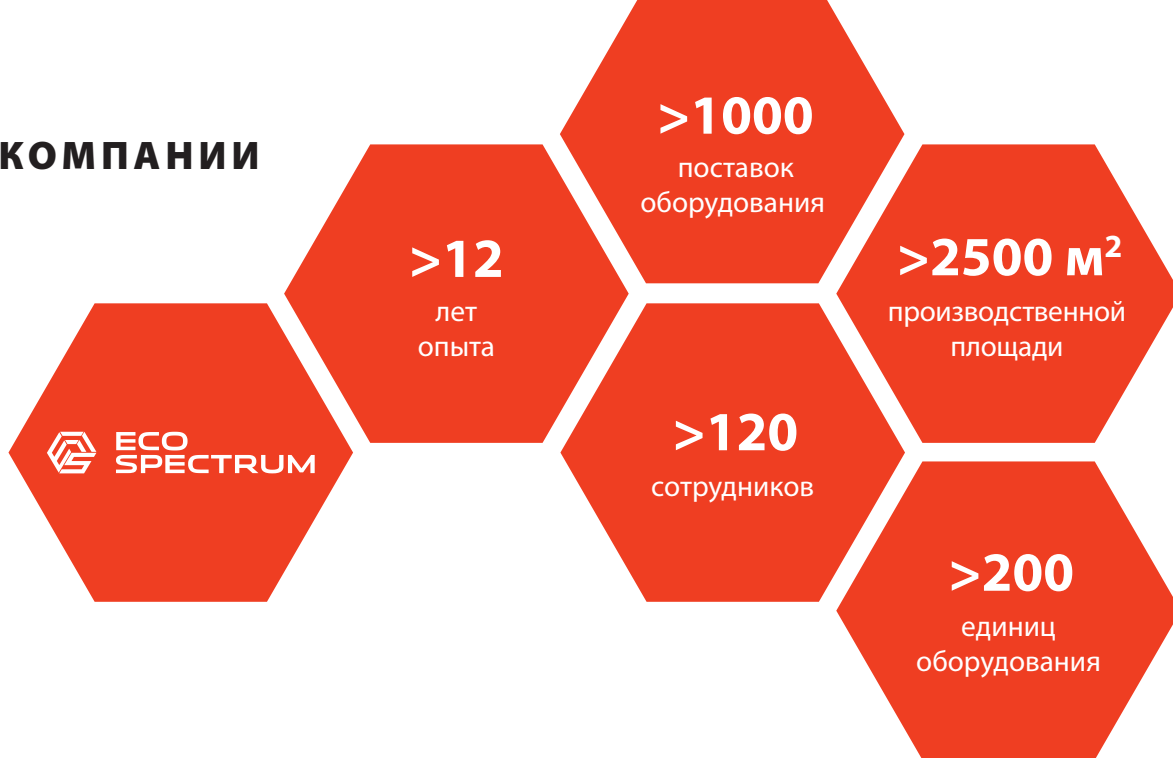 КОМПАНИИ
>1000
поставок
оборудования
>12
лет
опыта
>2500 м²
производственной
площади
ECO
SPECTRUM
>120
сотрудников
>200
единиц
оборудования